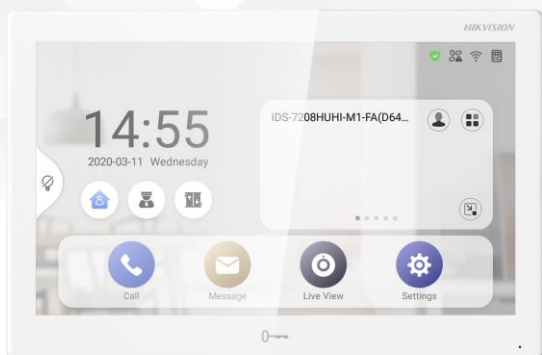 HIKVISION
14:55
2020-03-11 Wednesday
iDS-7208HUHI-M1-FA(D64...
Call
Message
Live View
Settings